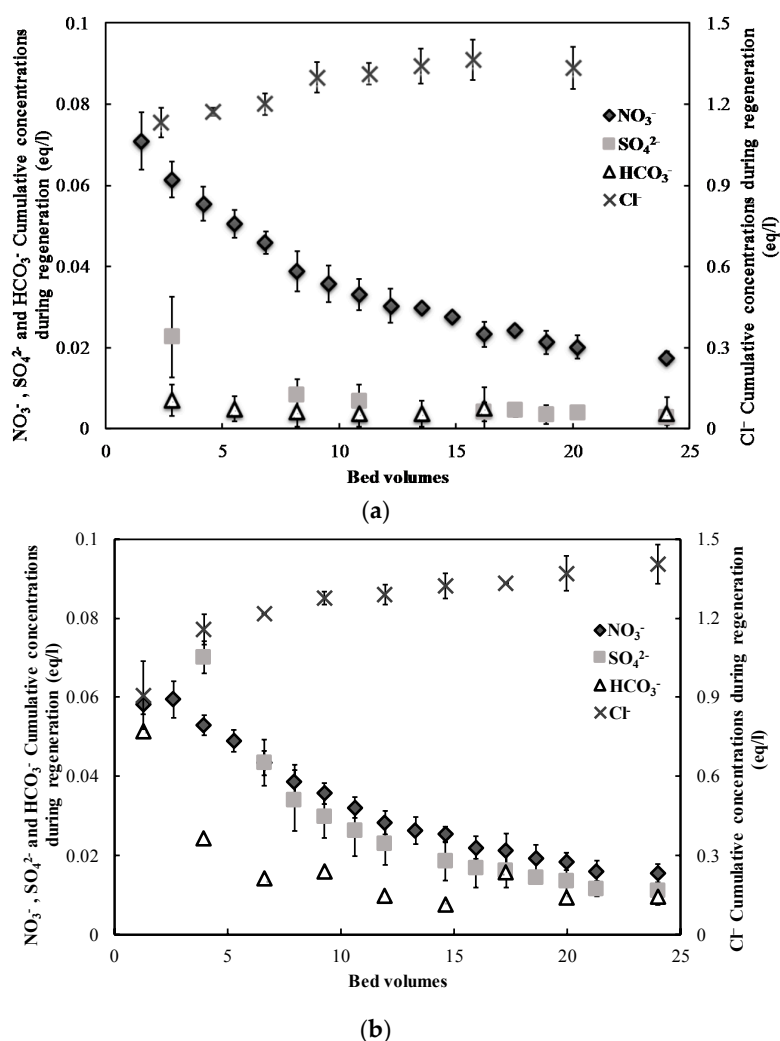 NO₃⁻, SO₄²⁻ and HCO₃⁻ Cumulative concentrations
during regeneration (eq/l)
0.1
0.08
0.06
0.04
0.02
0
1.5
1.2
0.9
0.6
0.3
0
Cl⁻ Cumulative concentrations during regeneration
(eq/l)
NO₃⁻
SO₄²⁻
HCO₃⁻
Cl⁻
0 5 10 15 20 25
Bed volumes
(a)
NO₃⁻, SO₄²⁻ and HCO₃⁻ Cumulative concentrations
during regeneration (eq/l)
0.1
0.08
0.06
0.04
0.02
0
1.5
1.2
0.9
0.6
0.3
0
Cl⁻ Cumulative concentrations during regeneration
(eq/l)
NO₃⁻
SO₄²⁻
HCO₃⁻
Cl⁻
0 5 10 15 20 25
Bed volumes
(b)